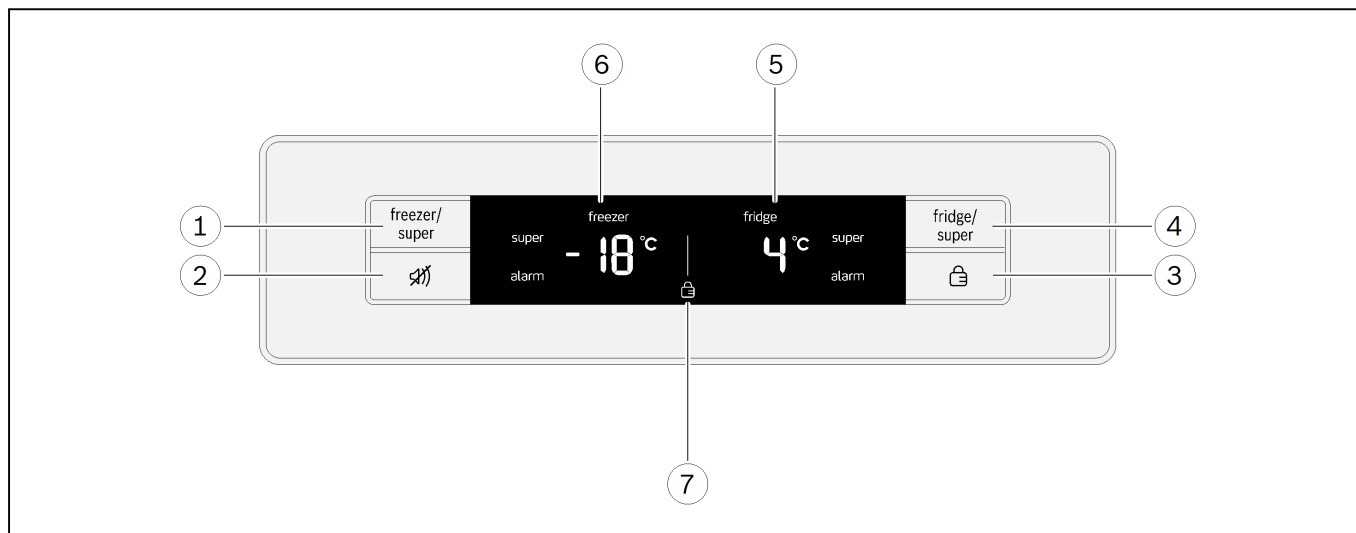 6 5
freezer/
super
freezer
fridge
fridge/
super
1
4
super
- 18 °C
4 °C
super
2
alarm
alarm
3
7